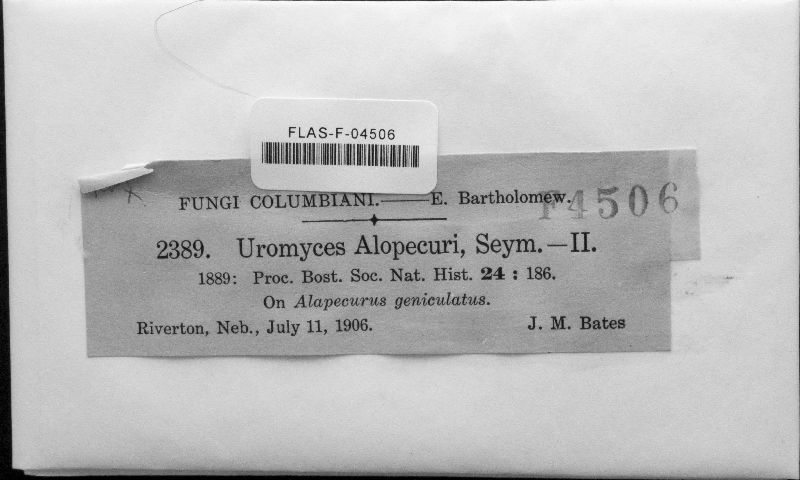 FLAS-F-04506
FUNGI COLUMBIANI.——E. Bartholomew.
F4506
2389. Uromyces Alopecuri, Seym.—II.
1889: Proc. Bost. Soc. Nat. Hist. 24 : 186.
On Alapecurus geniculatus.
Riverton, Neb., July 11, 1906. J. M. Bates